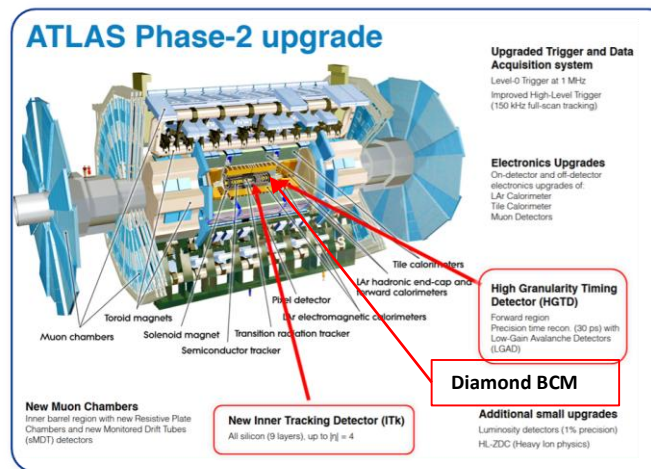 ATLAS Phase-2 upgrade
Upgraded Trigger and Data
Acquisition system
Level-0 Trigger at 1 MHz
Improved High-Level Trigger
(150 kHz full-scan tracking)
Electronics Upgrades
On-detector and off-detector
electronics upgrades of:
LAr Calorimeter
Tile Calorimeter
Muon Detectors
High Granularity Timing
Detector (HGTD)
Forward region
Precision time recon. (30 ps) with
Low-Gain Avalanche Detectors
(LGAD)
Tile calorimeters
LAr hadronic end-cap and
forward calorimeters
Pixel detector
LAr electromagnetic calorimeters
Toroid magnets
Muon chambers
Solenoid magnet
Transition radiation tracker
Semiconductor tracker
Diamond BCM
New Muon Chambers
Inner barrel region with new Resistive Plate
Chambers and new Monitored Drift Tubes
(sMDT) detectors
New Inner Tracking Detector (ITk)
All silicon (9 layers), up to |η| = 4
Additional small upgrades
Luminosity detectors (1% precision)
HL-ZDC (Heavy Ion physics)